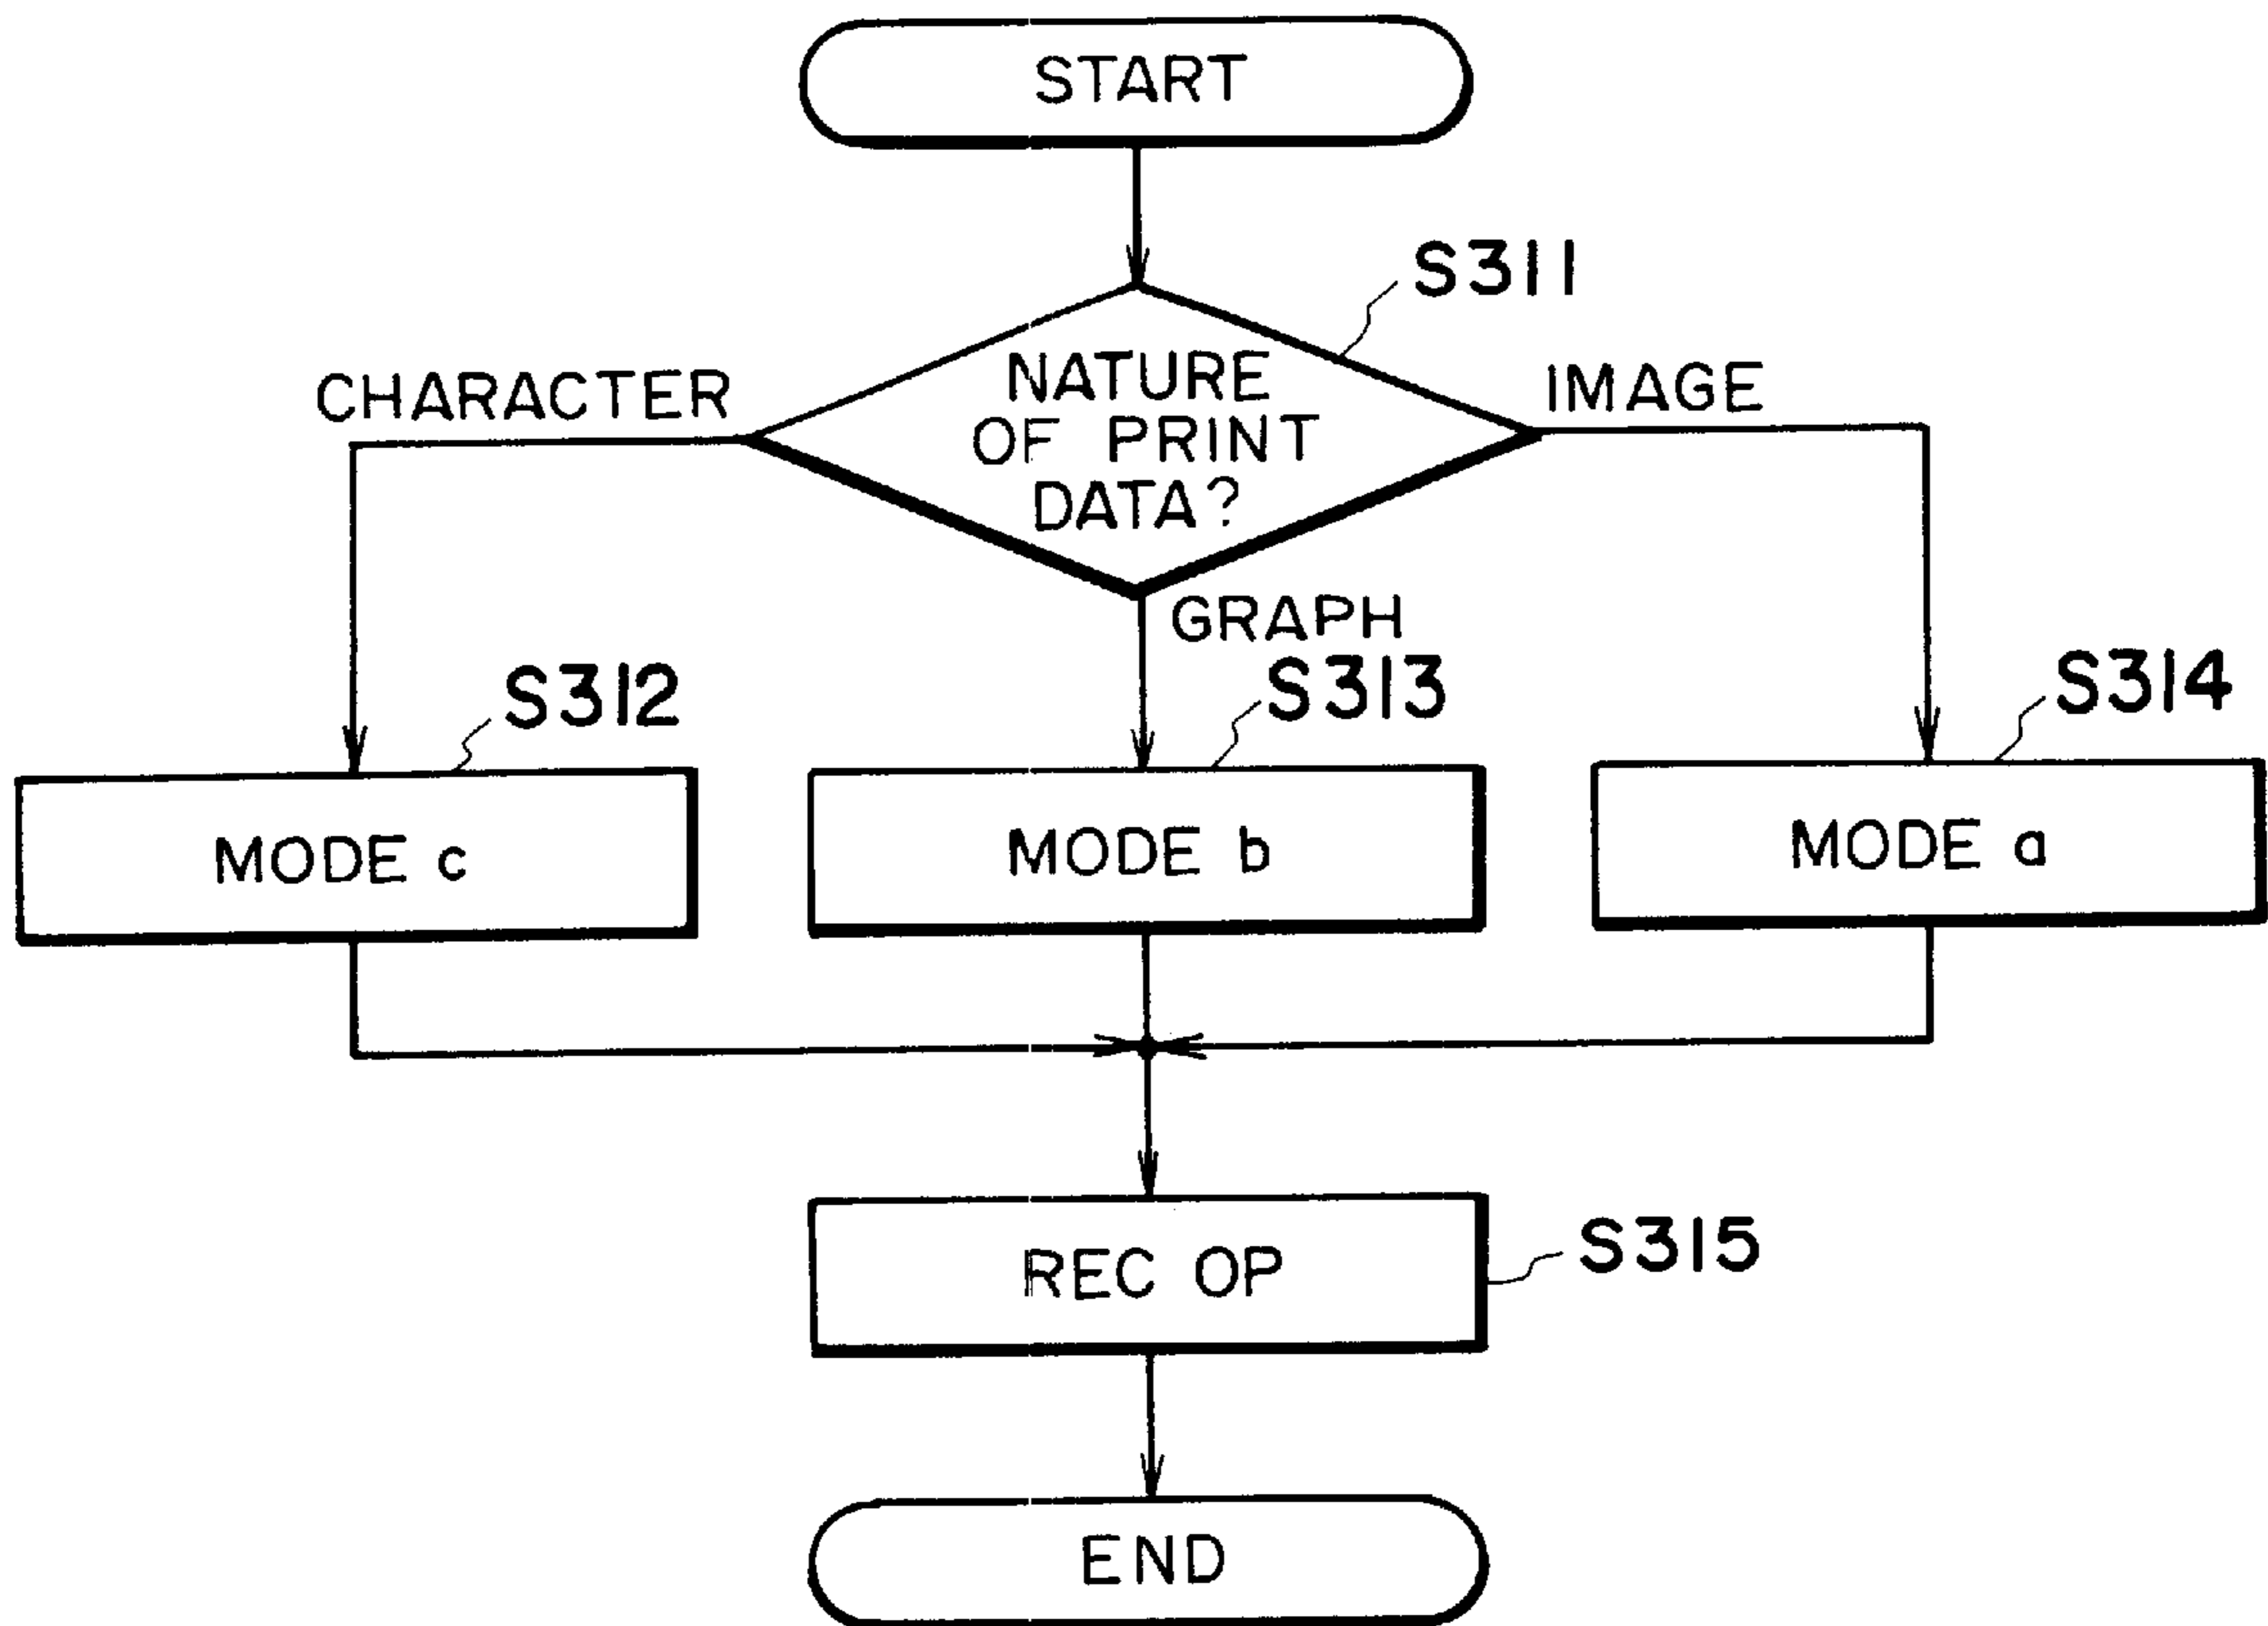 START
S311
NATURE
OF PRINT
DATA?
CHARACTER
IMAGE
GRAPH
S312
S313
S314
MODE c
MODE b
MODE a
REC OP
S315
END